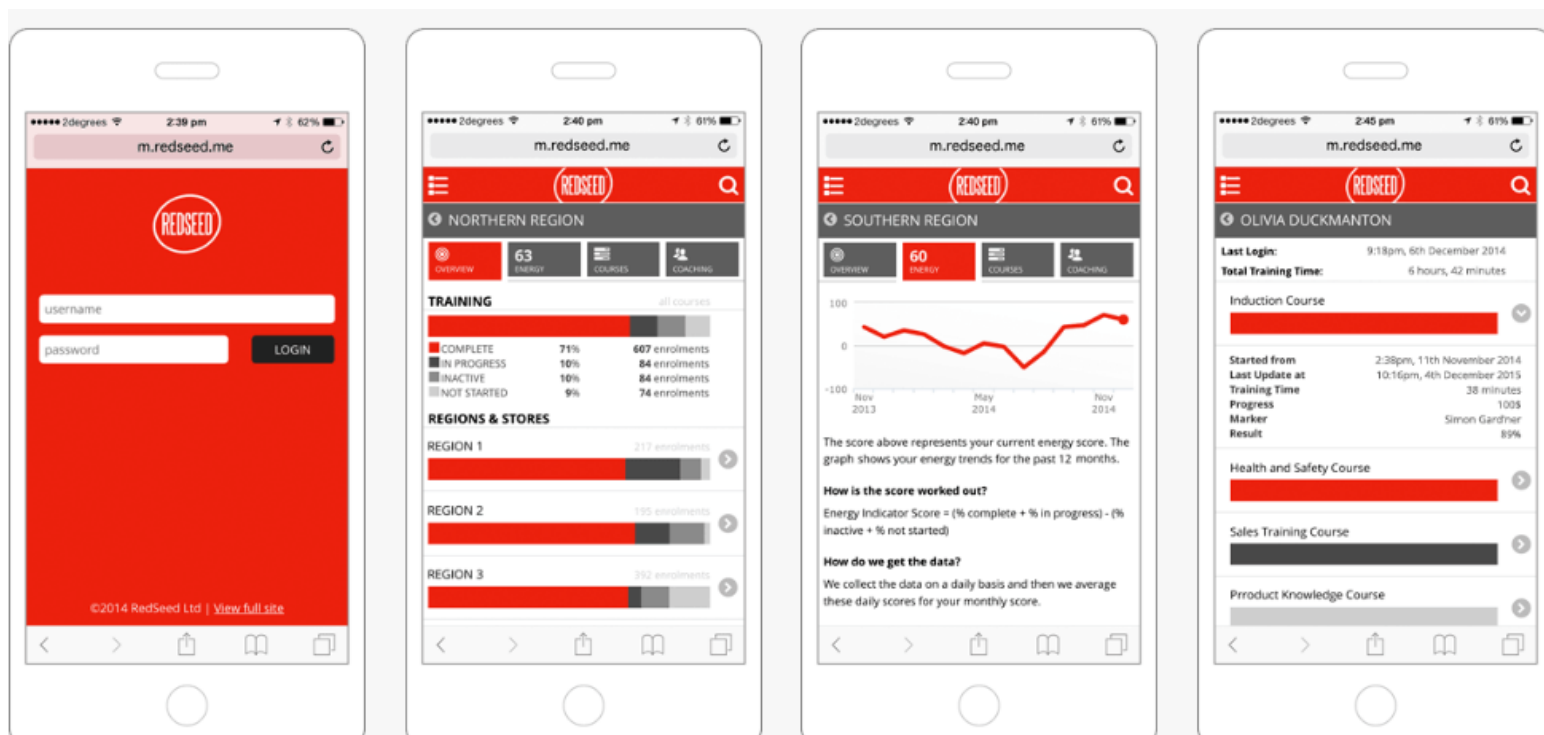 2degrees 2:39 pm 62%
m.redseed.me
REDSEED
username
password LOGIN
©2014 RedSeed Ltd | View full site
2degrees 2:40 pm 61%
m.redseed.me
REDSEED
NORTHERN REGION
OVERVIEW
63 ENERGY
COURSES
COACHING
TRAINING all courses
COMPLETE 71% 607 enrolments
IN PROGRESS 10% 84 enrolments
INACTIVE 10% 84 enrolments
NOT STARTED 9% 74 enrolments
REGIONS & STORES
REGION 1 217 enrolments
REGION 2 195 enrolments
REGION 3 392 enrolments
2degrees 2:40 pm 61%
m.redseed.me
REDSEED
SOUTHERN REGION
OVERVIEW
60 ENERGY
COURSES
COACHING
100
0
-100
Nov 2013
May 2014
Nov 2014
The score above represents your current energy score. The
graph shows your energy trends for the past 12 months.
How is the score worked out?
Energy Indicator Score = (% complete + % in progress) - (%
inactive + % not started)
How do we get the data?
We collect the data on a daily basis and then we average
these daily scores for your monthly score.
2degrees 2:45 pm 61%
m.redseed.me
REDSEED
OLIVIA DUCKMANTON
Last Login: 9:18pm, 6th December 2014
Total Training Time: 6 hours, 42 minutes
Induction Course
Started from 2:38pm, 11th November 2014
Last Update at 10:16pm, 4th December 2015
Training Time 38 minutes
Progress 100$
Marker Simon Gard'ner
Result 89%
Health and Safety Course
Sales Training Course
Prroduct Knowledge Course